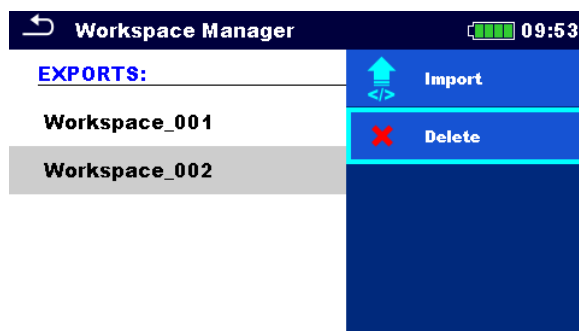 Workspace Manager 09:53
EXPORTS:
Workspace_001
Workspace_002
</> Import
Delete